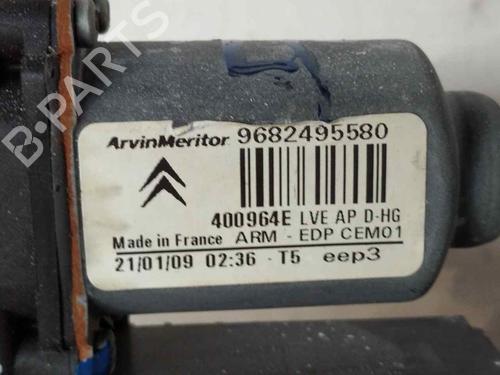 ArvinMeritor 9682495580
400964E LVE AP D-HG
Made in France ARM - EDP CEM01
21/01/09 02:36 - T5 eep3
B-PARTS